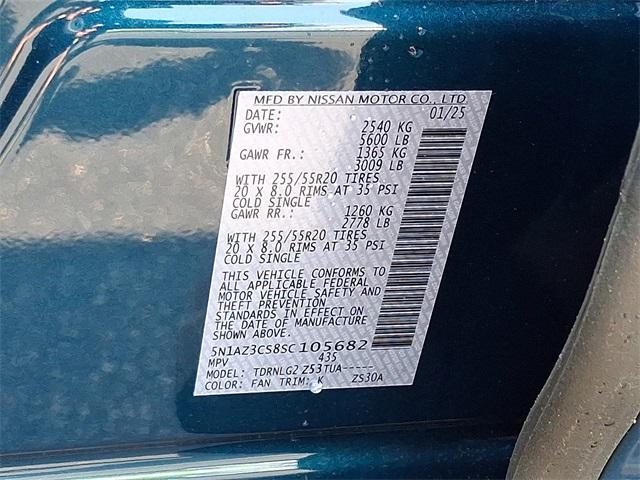 MFD BY NISSAN MOTOR CO., LTD
DATE: 01/25
GVWR: 2540 KG
5600 LB
GAWR FR.: 1365 KG
3009 LB
WITH 255/55R20 TIRES
20 X 8.0 RIMS AT 35 PSI
COLD SINGLE
GAWR RR.: 1260 KG
2778 LB
WITH 255/55R20 TIRES
20 X 8.0 RIMS AT 35 PSI
COLD SINGLE
THIS VEHICLE CONFORMS TO
ALL APPLICABLE FEDERAL
MOTOR VEHICLE SAFETY AND
THEFT PREVENTION
STANDARDS IN EFFECT ON
THE DATE OF MANUFACTURE
SHOWN ABOVE.
5N1AZ3CS8SC105682
MPV 435
MODEL: TDRNLG2 Z53TUA-----
COLOR: FAN TRIM: K ZS30A